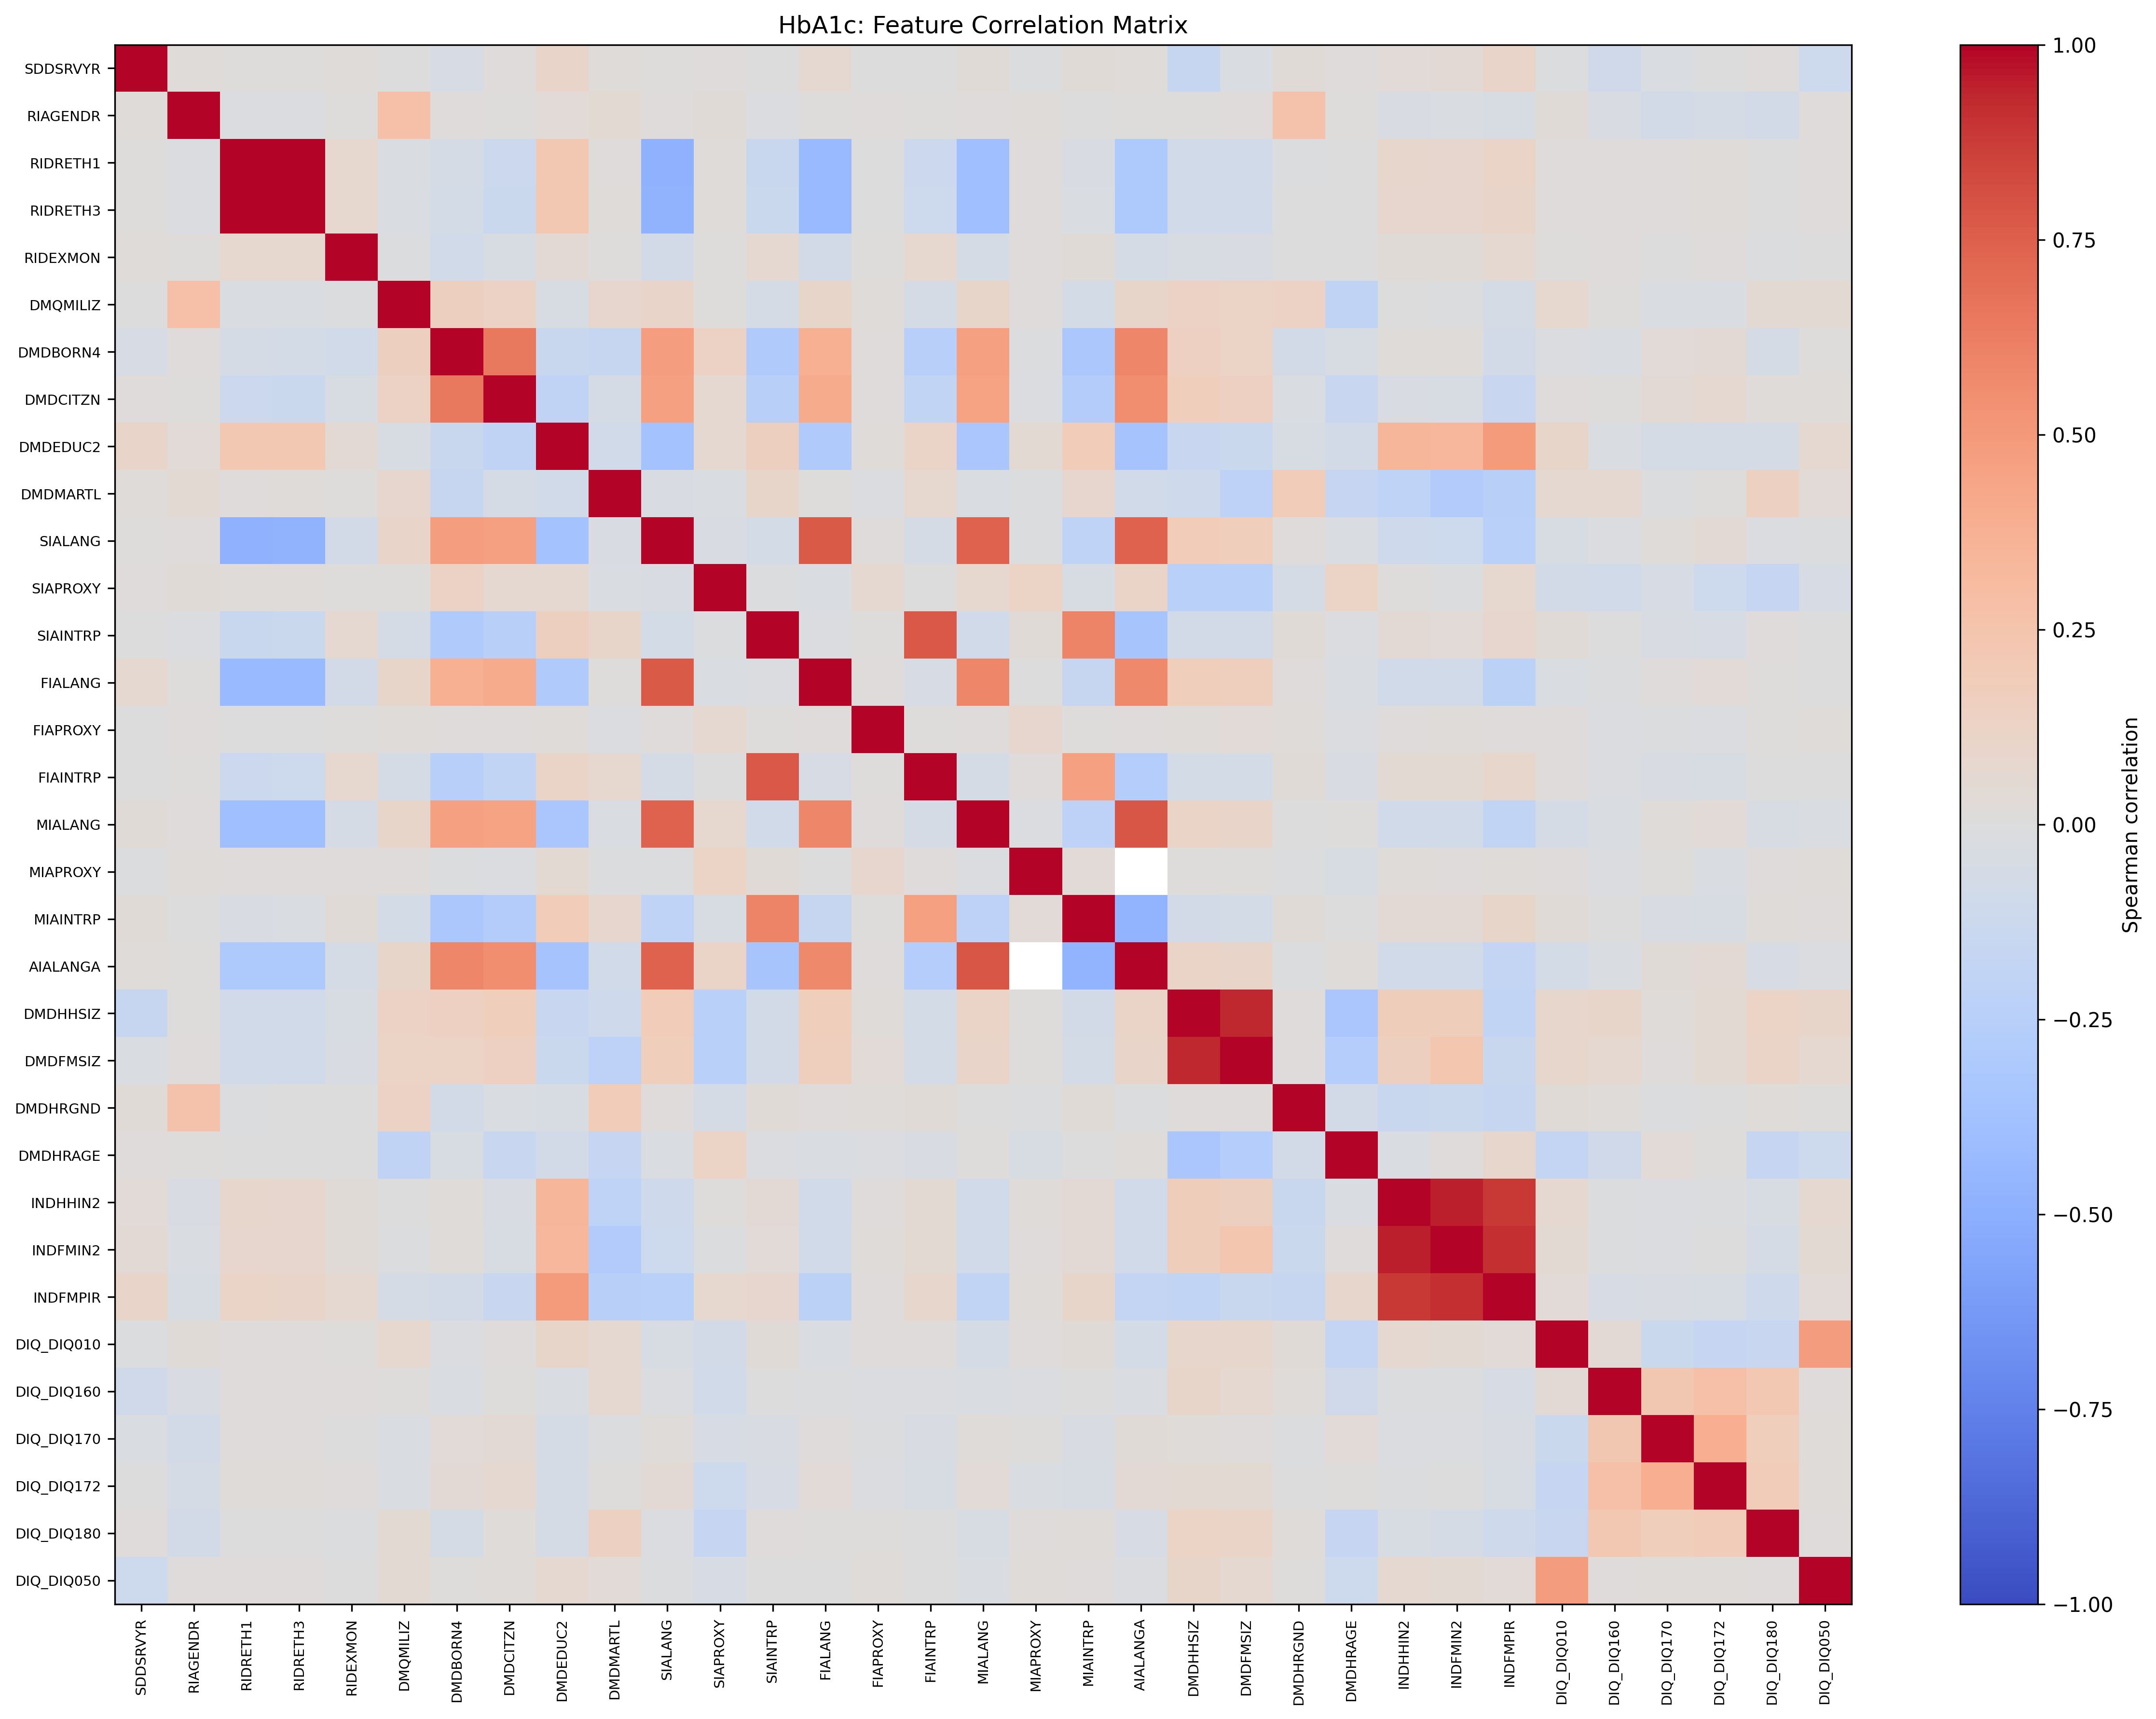 HbA1c: Feature Correlation Matrix
SDDSRVYR
RIAGENDR
RIDRETH1
RIDRETH3
RIDEXMON
DMQMILIZ
DMDBORN4
DMDCITZN
DMDEDUC2
DMDMARTL
SIALANG
SIAPROXY
SIAINTRP
FIALANG
FIAPROXY
FIAINTRP
MIALANG
MIAPROXY
MIAINTRP
AIALANGA
DMDHHSIZ
DMDFMSIZ
DMDHRGND
DMDHRAGE
INDHHIN2
INDFMIN2
INDFMPIR
DIQ_DIQ010
DIQ_DIQ160
DIQ_DIQ170
DIQ_DIQ172
DIQ_DIQ180
DIQ_DIQ050
SDDSRVYR
RIAGENDR
RIDRETH1
RIDRETH3
RIDEXMON
DMQMILIZ
DMDBORN4
DMDCITZN
DMDEDUC2
DMDMARTL
SIALANG
SIAPROXY
SIAINTRP
FIALANG
FIAPROXY
FIAINTRP
MIALANG
MIAPROXY
MIAINTRP
AIALANGA
DMDHHSIZ
DMDFMSIZ
DMDHRGND
DMDHRAGE
INDHHIN2
INDFMIN2
INDFMPIR
DIQ_DIQ010
DIQ_DIQ160
DIQ_DIQ170
DIQ_DIQ172
DIQ_DIQ180
DIQ_DIQ050
1.00
0.75
0.50
0.25
0.00
−0.25
−0.50
−0.75
−1.00
Spearman correlation